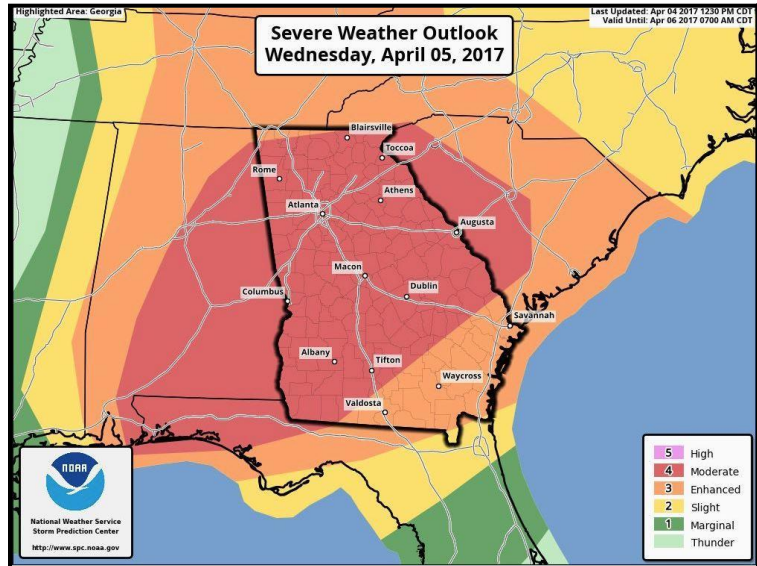 Highlighted Area: Georgia
Last Updated: Apr 04 2017 1230 PM CDT
Valid Until: Apr 06 2017 0700 AM CDT
Severe Weather Outlook
Wednesday, April 05, 2017
Blairsville
Toccoa
Rome
Athens
Atlanta
Augusta
Macon
Columbus
Dublin
Savannah
Albany
Tifton
Waycross
Valdosta
NOAA
National Weather Service
Storm Prediction Center
http://www.spc.noaa.gov
5 High
4 Moderate
3 Enhanced
2 Slight
1 Marginal
Thunder